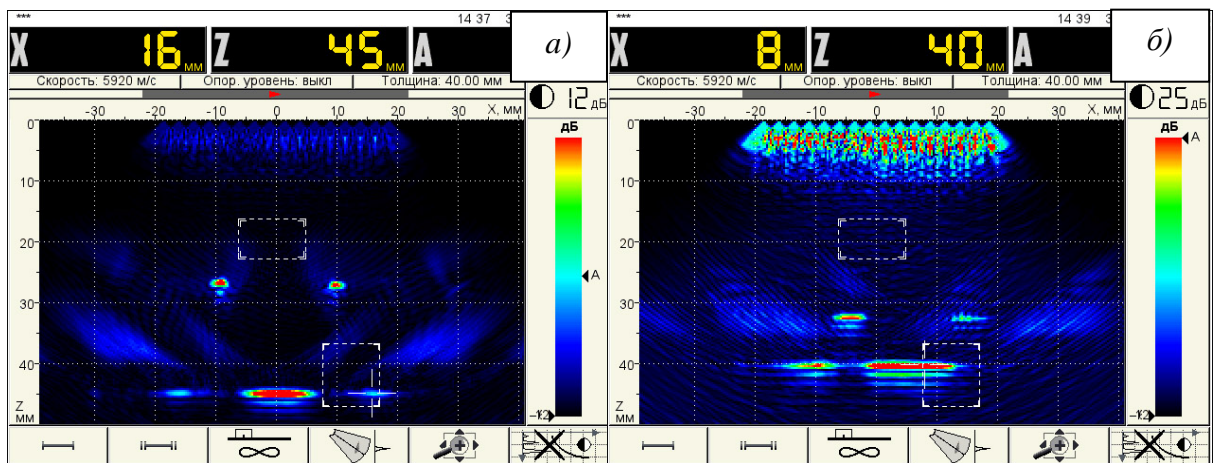 ***
14 37
X 16 мм Z 45 мм A
а)
Скорость: 5920 м/с Опор. уровень: выкл Толщина: 40.00 мм
12 дБ
-30 -20 -10 0 10 20 30 X, мм
дБ
0
10
20
A
30
40
Z
мм
-12
***
14 39
X 8 мм Z 40 мм A
б)
Скорость: 5920 м/с Опор. уровень: выкл Толщина: 40.00 мм
25 дБ
-30 -20 -10 0 10 20 30 X, мм
дБ
A
0
10
20
30
40
Z
мм
-12